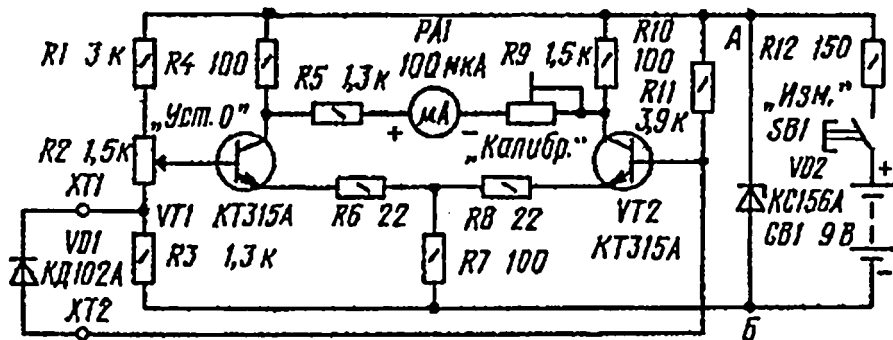 R1 3 к
R4 100
R5 1,3 к
PA1
100 мкА
μА
+
−
R9 1,5 к
„Калибр."
R10
100
R11
3,9 к
А
R12 150
„Изм."
SB1
VD2
КС156А
GB1 9 В
+
−
„Уст. 0"
R2 1,5к
XT1
VT1
КТ315А
R6 22
R8 22
VT2
КТ315А
VD1
КД102А
R3 1,3 к
R7 100
XT2
Б